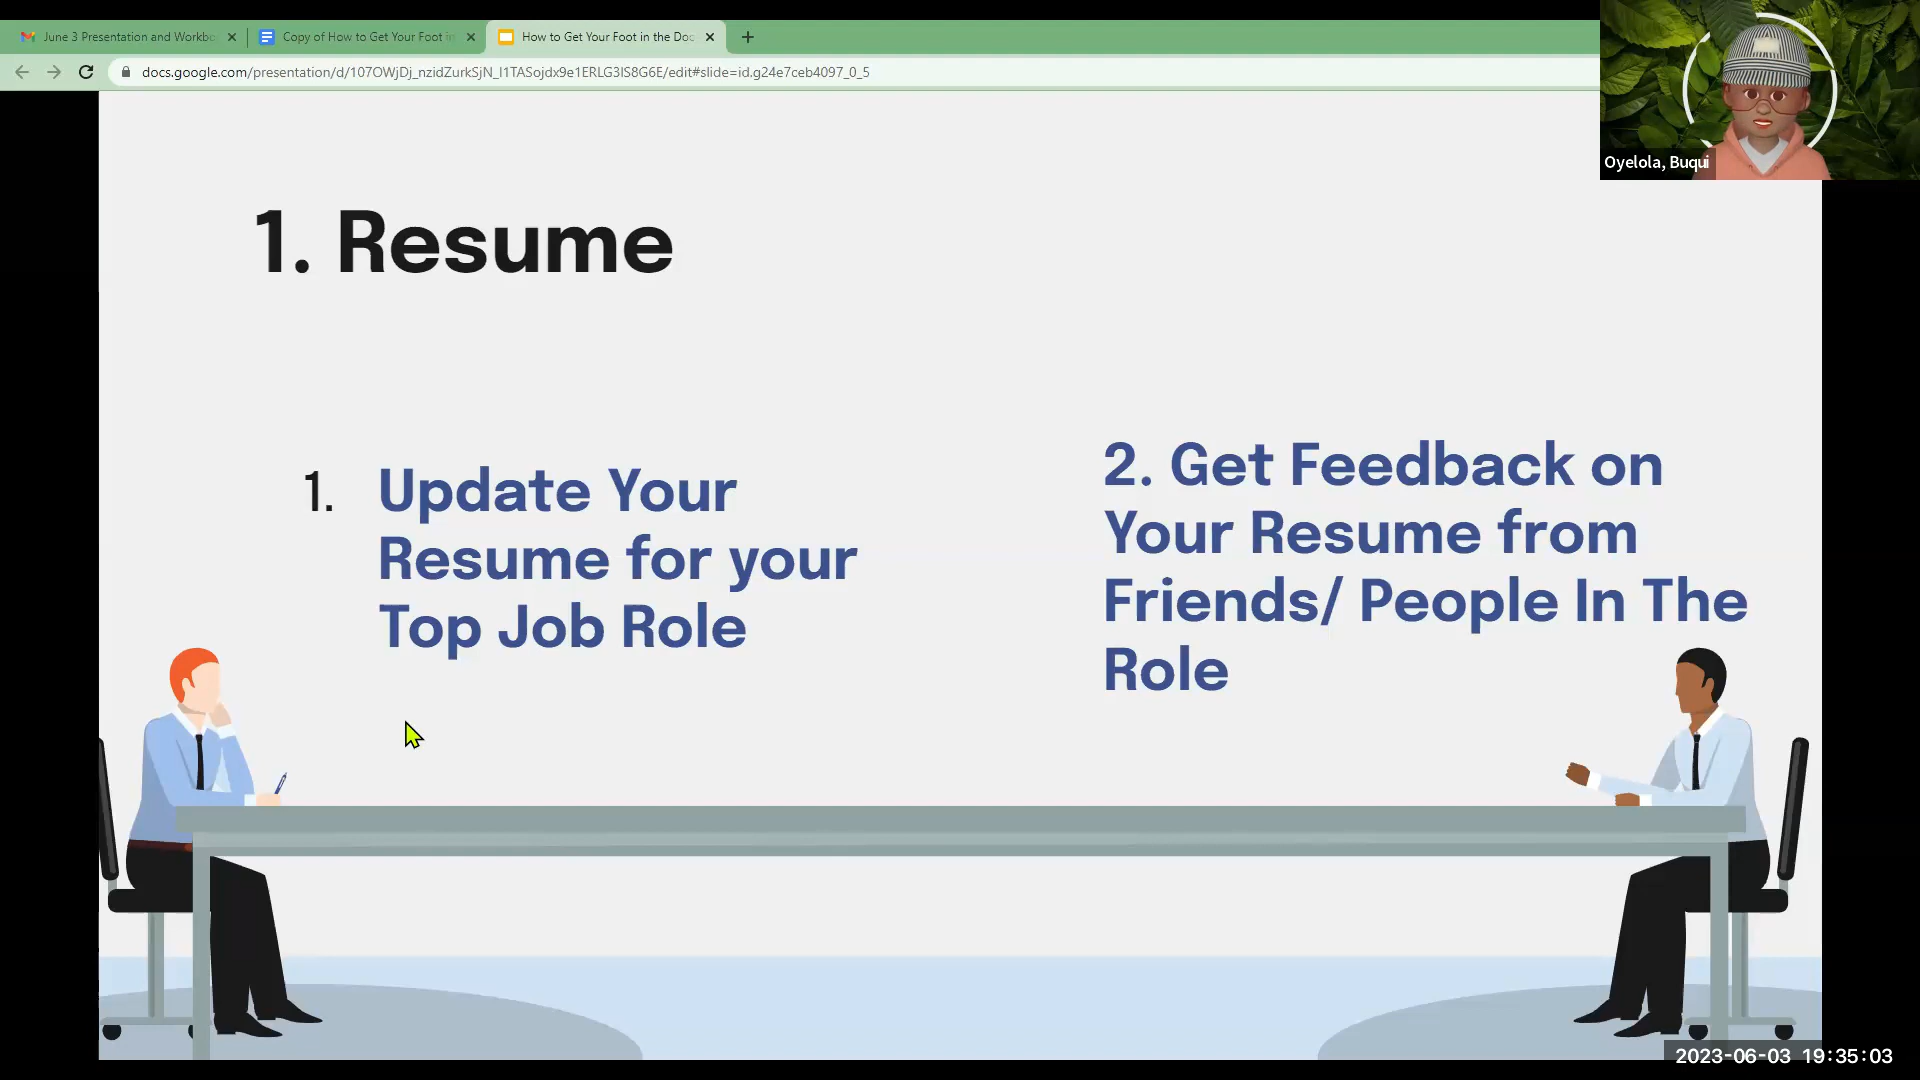 June 3 Presentation and Workbo
Copy of How to Get Your Foot in
How to Get Your Foot in the Doc
docs.google.com/presentation/d/107OWjDj_nzidZurkSjN_I1TASojdx9e1ERLG3lS8G6E/edit#slide=id.g24e7ceb4097_0_5
Oyelola, Buqui
1. Resume
1. Update Your
Resume for your
Top Job Role
2. Get Feedback on
Your Resume from
Friends/ People In The
Role
2023-06-03 19:35:03